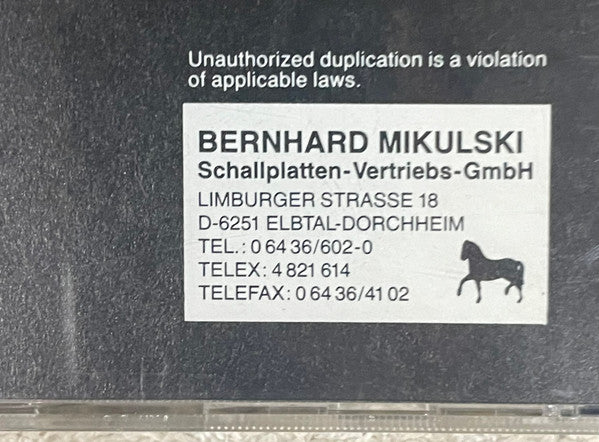 Unauthorized duplication is a violation
of applicable laws.
BERNHARD MIKULSKI
Schallplatten-Vertriebs-GmbH
LIMBURGER STRASSE 18
D-6251 ELBTAL-DORCHHEIM
TEL.: 0 64 36/602-0
TELEX: 4 821 614
TELEFAX: 0 64 36/41 02